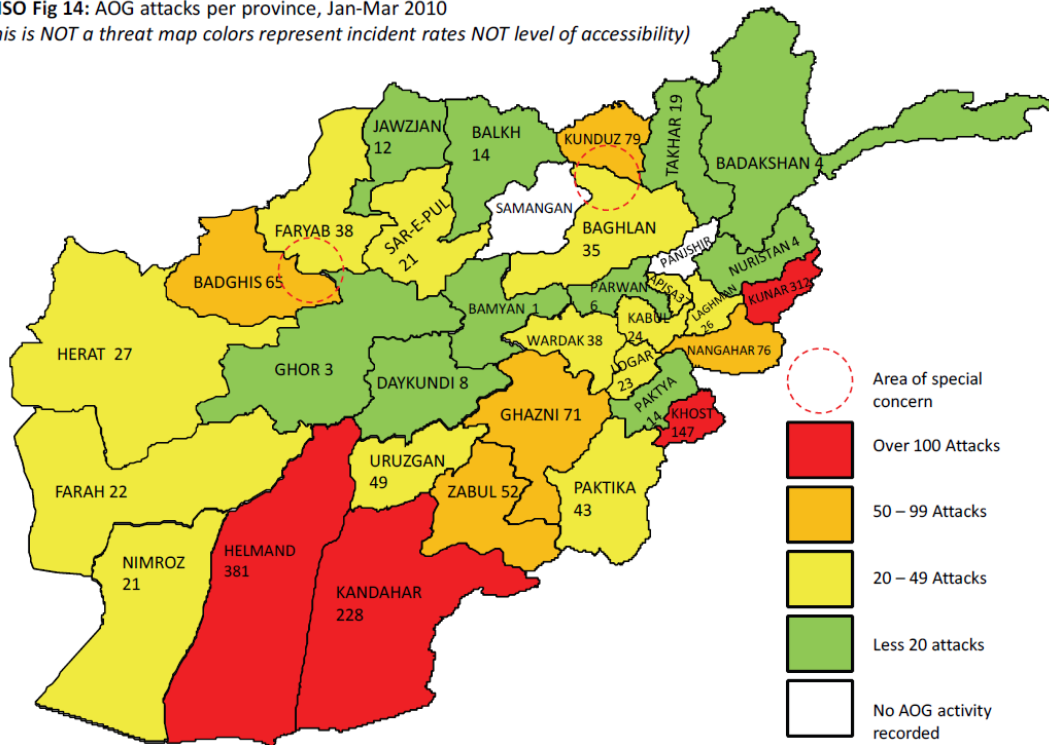 NSO Fig 14: AOG attacks per province, Jan-Mar 2010
his is NOT a threat map colors represent incident rates NOT level of accessibility)
JAWZJAN
12
BALKH
14
KUNDUZ 79
TAKHAR 19
BADAKSHAN 4
SAMANGAN
FARYAB 38
SAR-E-PUL
21
BAGHLAN
35
PANJSHIR
NURISTAN 4
BADGHIS 65
BAMYAN 1
PARWAN
6
APISA3
LAGHMAN
26
KUNAR 312
KABUL
24
HERAT 27
GHOR 3
DAYKUNDI 8
WARDAK 38
LOGAR
23
NANGAHAR 76
PAKTYA
14
KHOST
147
GHAZNI 71
URUZGAN
49
ZABUL 52
PAKTIKA
43
FARAH 22
NIMROZ
21
HELMAND
381
KANDAHAR
228
Area of special
concern
Over 100 Attacks
50 – 99 Attacks
20 – 49 Attacks
Less 20 attacks
No AOG activity
recorded